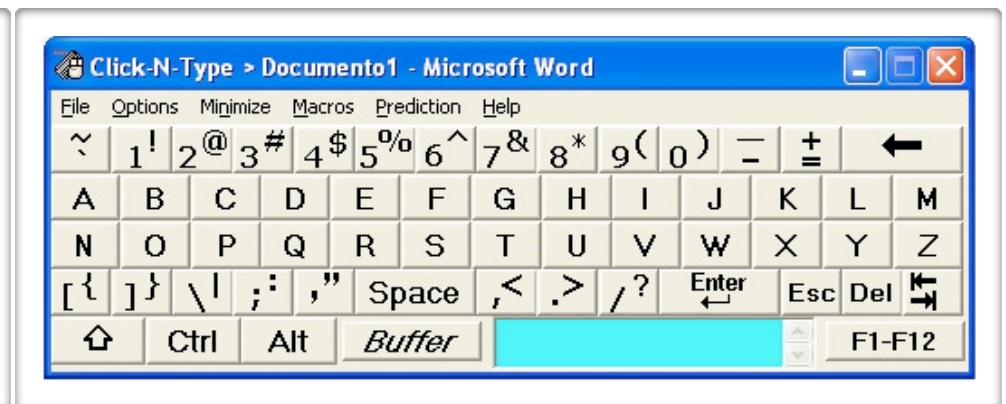 Click-N-Type > Documento1 - Microsoft Word
File Options Minimize Macros Prediction Help
~ ` 1 ! 2 @ 3 # 4 $ 5 % 6 ^ 7 & 8 * 9 ( 0 ) _ - + = ←
A B C D E F G H I J K L M
N O P Q R S T U V W X Y Z
[ { ] } \ | ; : , " Space , < . > / ? Enter Esc Del
Ctrl Alt Buffer F1-F12